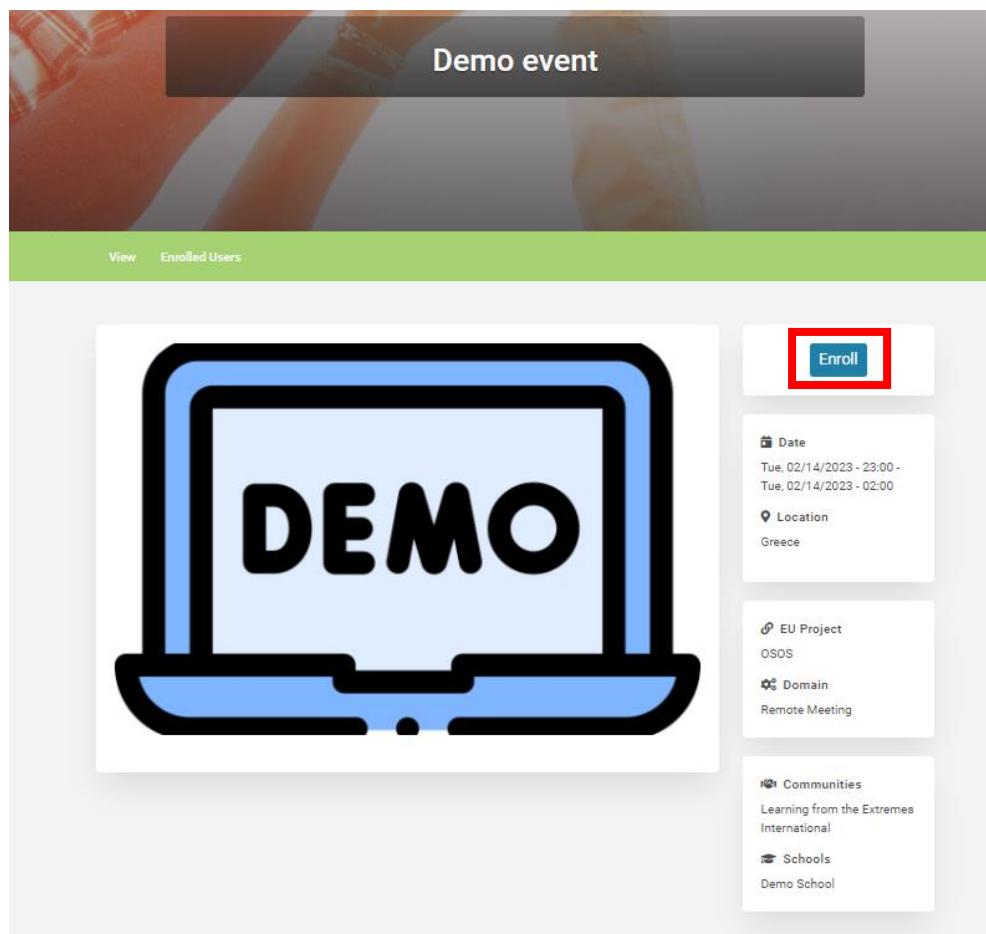 Demo event
View Enrolled Users
DEMO
Enroll
Date
Tue, 02/14/2023 - 23:00 -
Tue, 02/14/2023 - 02:00
Location
Greece
EU Project
OSOS
Domain
Remote Meeting
Communities
Learning from the Extremes
International
Schools
Demo School